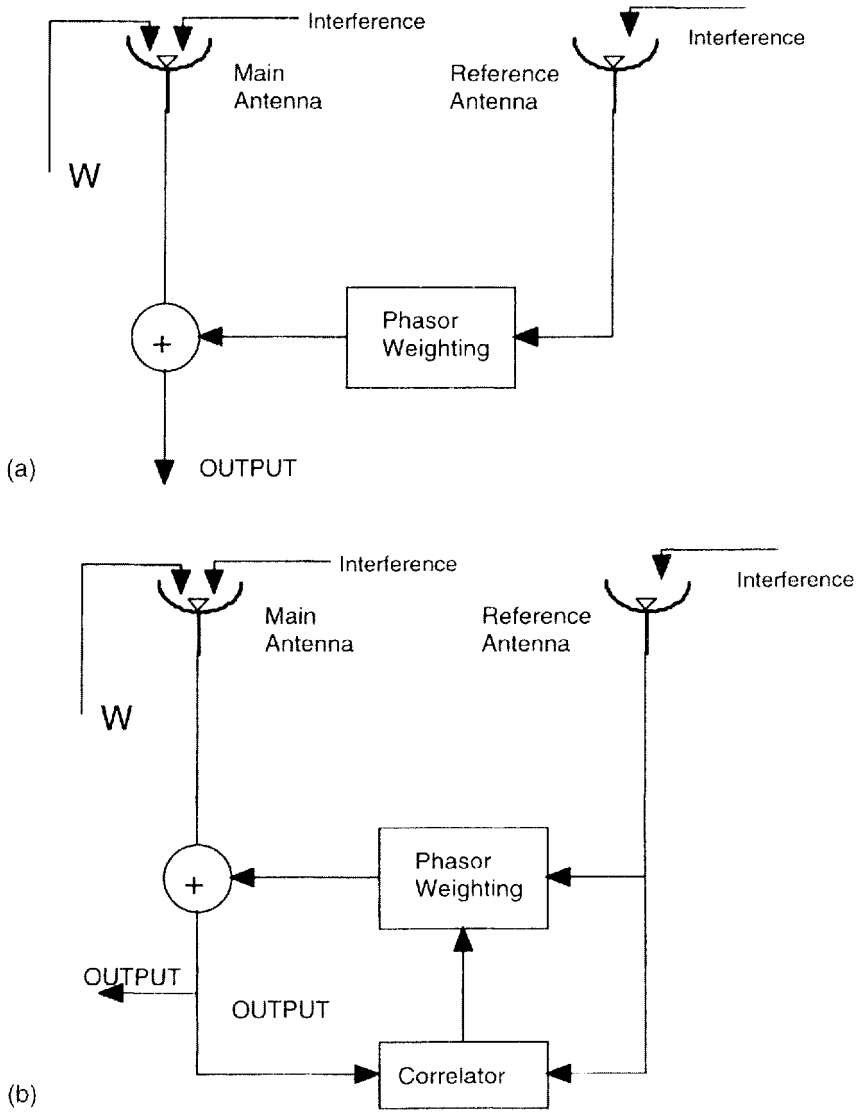 Interference
Interference
Main
Antenna
Reference
Antenna
W
Phasor
Weighting
+
OUTPUT
(a)
Interference
Interference
Main
Antenna
Reference
Antenna
W
Phasor
Weighting
+
OUTPUT
OUTPUT
Correlator
(b)